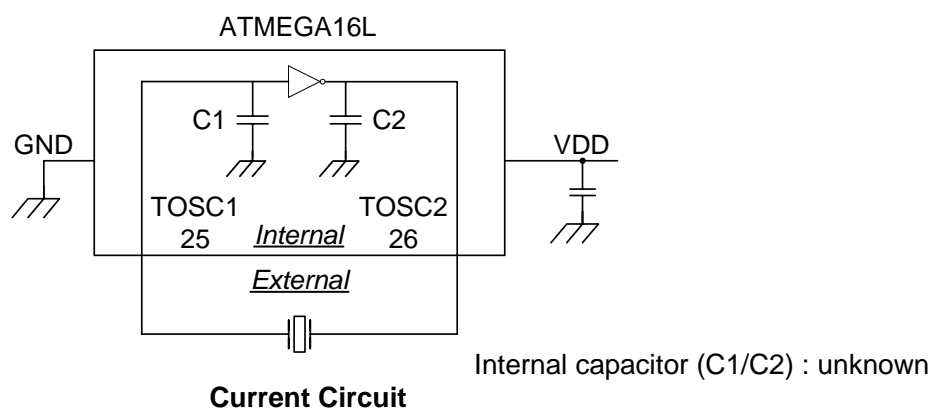 ATMEGA16L
C1
C2
GND
VDD
TOSC1
TOSC2
25
Internal
26
External
Internal capacitor (C1/C2) : unknown
Current Circuit